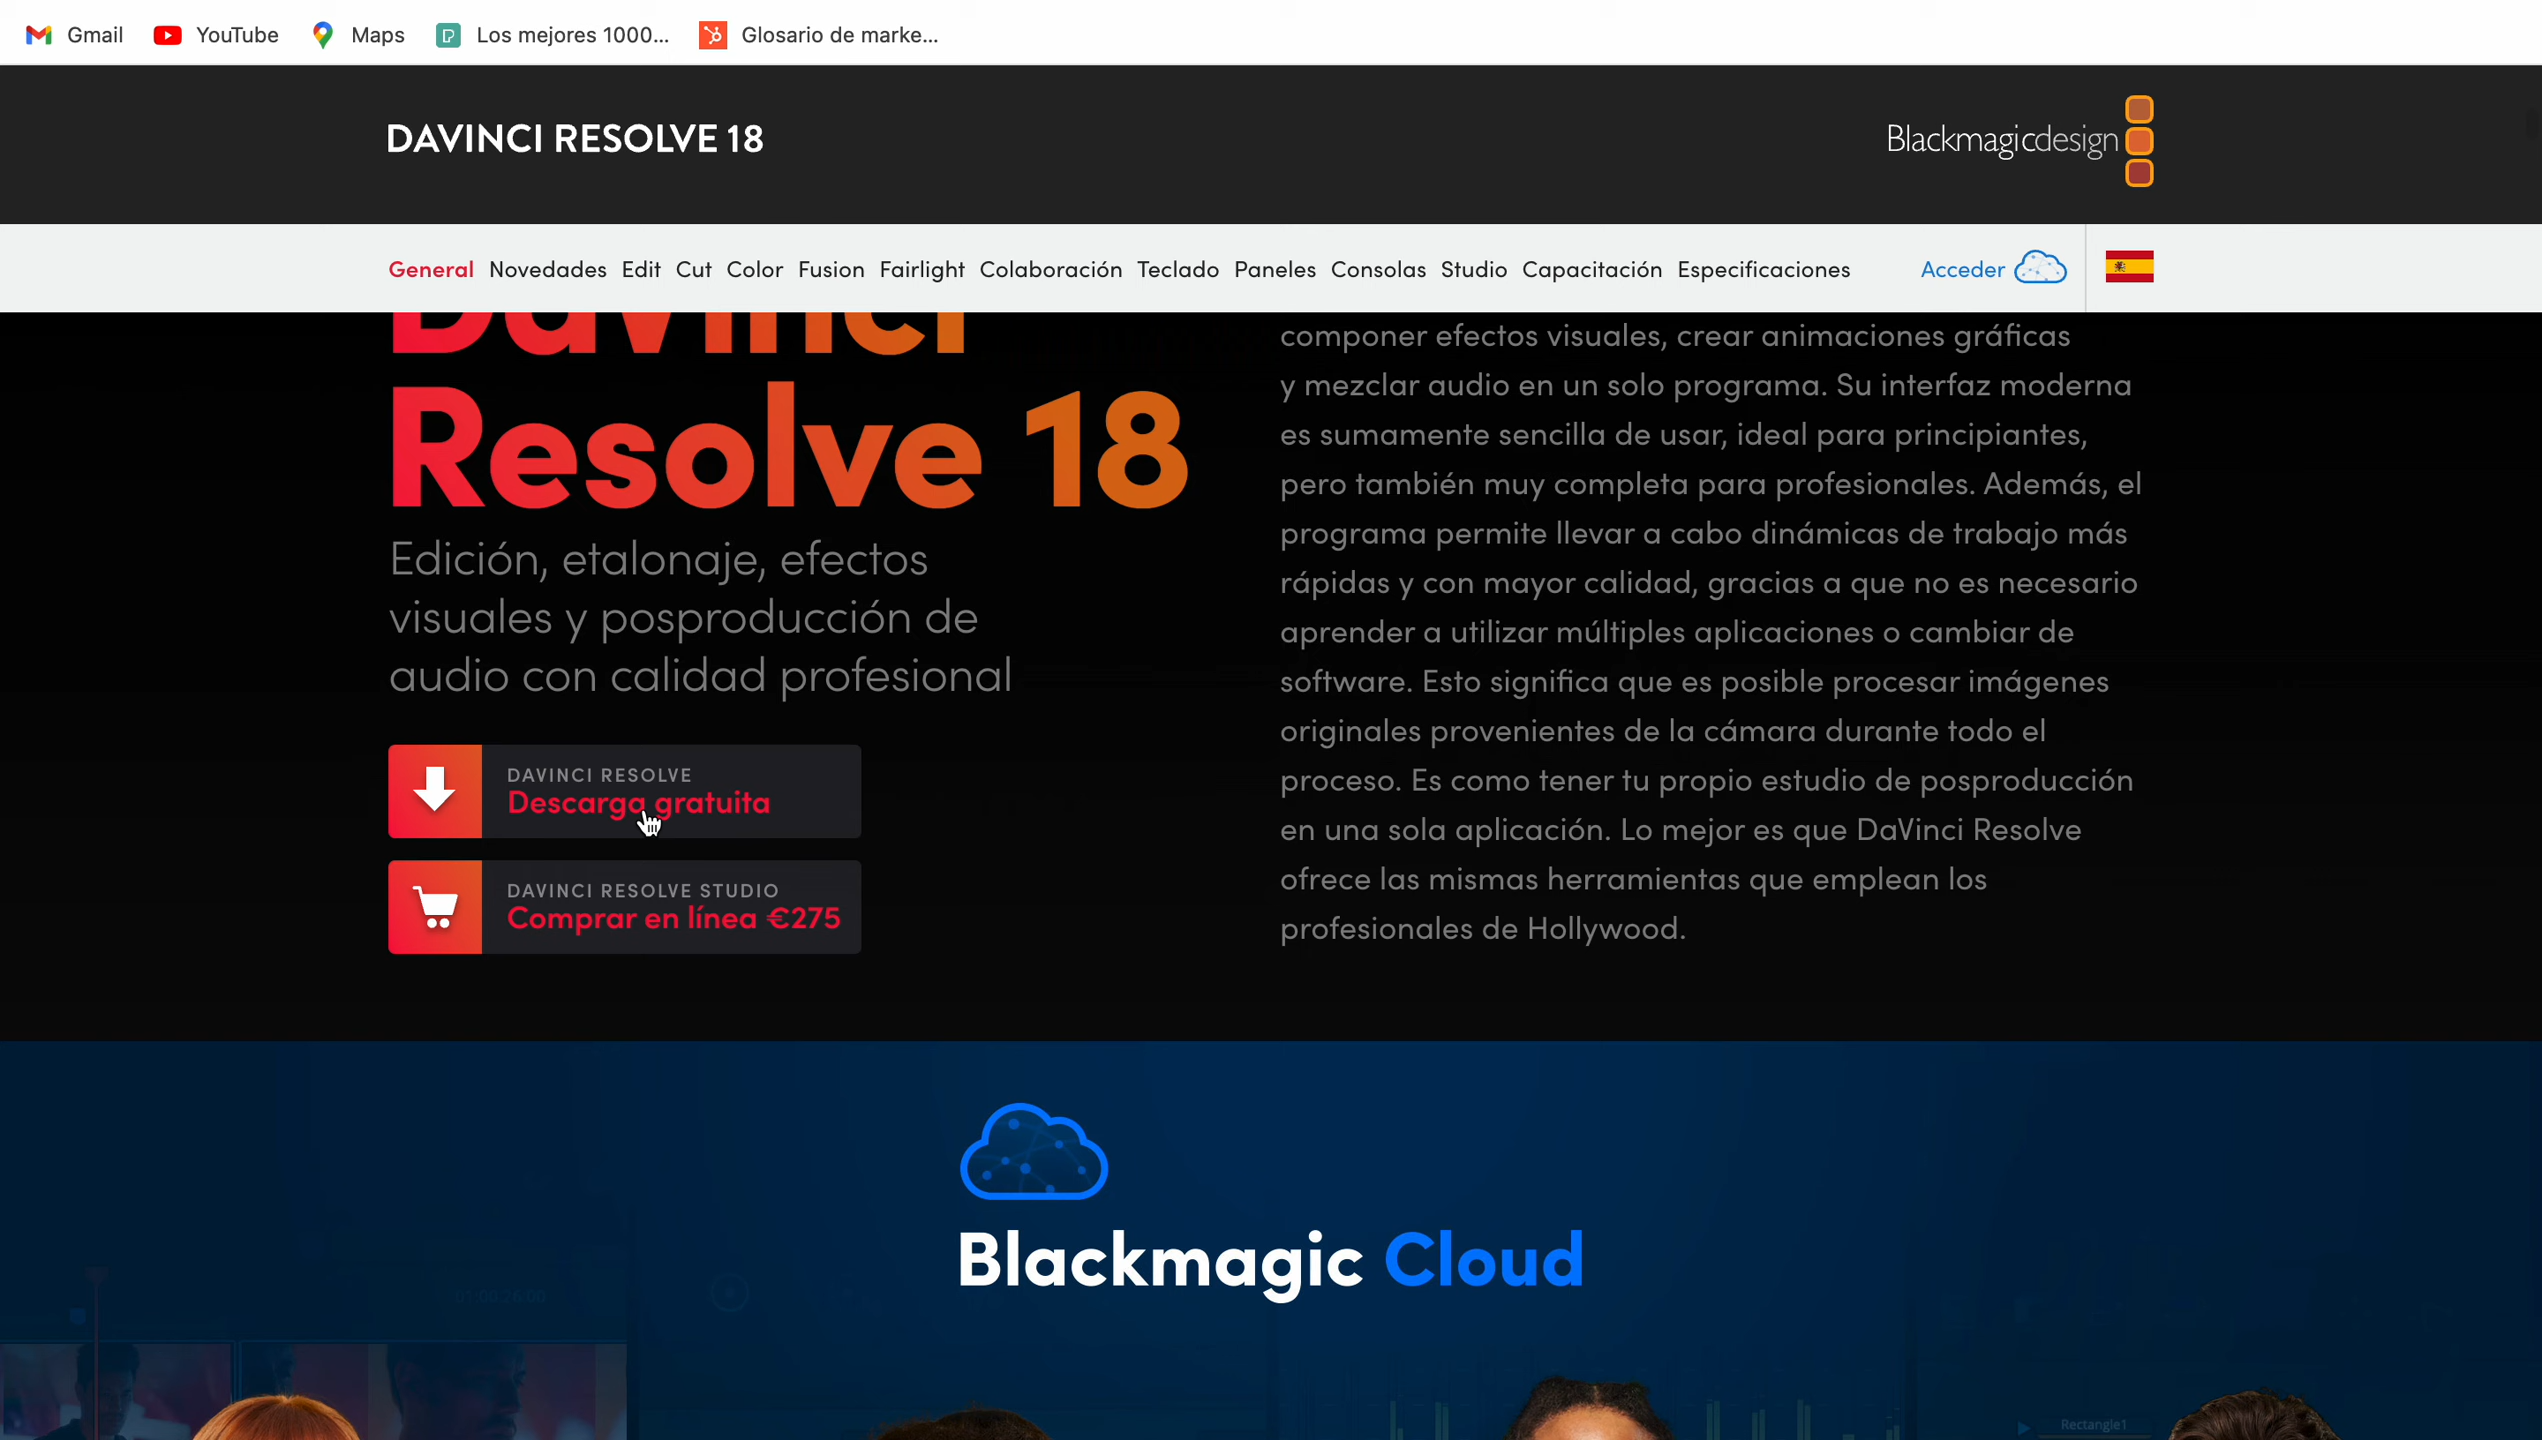 Gmail YouTube Maps Los mejores 1000... Glosario de marke...
DAVINCI RESOLVE 18
Blackmagicdesign
General Novedades Edit Cut Color Fusion Fairlight Colaboración Teclado Paneles Consolas Studio Capacitación Especificaciones Acceder
DaVinci
Resolve 18
Edición, etalonaje, efectos
visuales y posproducción de
audio con calidad profesional
DAVINCI RESOLVE
Descarga gratuita
DAVINCI RESOLVE STUDIO
Comprar en línea €275
componer efectos visuales, crear animaciones gráficas
y mezclar audio en un solo programa. Su interfaz moderna
es sumamente sencilla de usar, ideal para principiantes,
pero también muy completa para profesionales. Además, el
programa permite llevar a cabo dinámicas de trabajo más
rápidas y con mayor calidad, gracias a que no es necesario
aprender a utilizar múltiples aplicaciones o cambiar de
software. Esto significa que es posible procesar imágenes
originales provenientes de la cámara durante todo el
proceso. Es como tener tu propio estudio de posproducción
en una sola aplicación. Lo mejor es que DaVinci Resolve
ofrece las mismas herramientas que emplean los
profesionales de Hollywood.
Blackmagic Cloud
Rectangle1